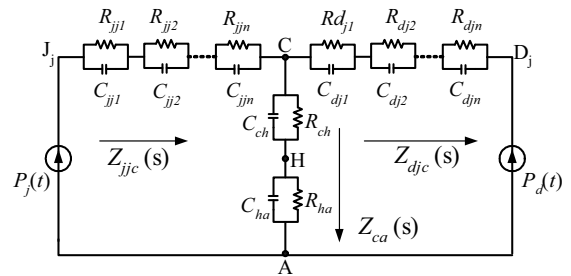 R_jj1 R_jj2 R_jjn C Rd_j1 R_dj2 R_djn
J_j D_j
C_jj1 C_jj2 C_jjn C_dj1 C_dj2 C_djn
C_ch R_ch
Z_jjc (s) Z_djc (s)
H
P_j(t) P_d(t)
C_ha R_ha
Z_ca (s)
A